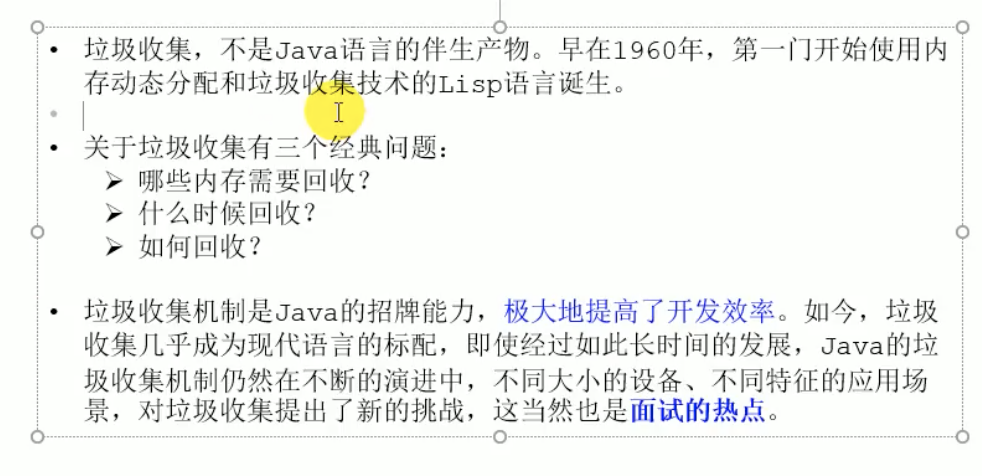 • 垃圾收集，不是Java语言的伴生产物。早在1960年，第一门开始使用内
存动态分配和垃圾收集技术的Lisp语言诞生。
•
• 关于垃圾收集有三个经典问题：
➢ 哪些内存需要回收？
➢ 什么时候回收？
➢ 如何回收？
• 垃圾收集机制是Java的招牌能力，极大地提高了开发效率。如今，垃圾
收集几乎成为现代语言的标配，即使经过如此长时间的发展，Java的垃
圾收集机制仍然在不断的演进中，不同大小的设备、不同特征的应用场
景，对垃圾收集提出了新的挑战，这当然也是面试的热点。